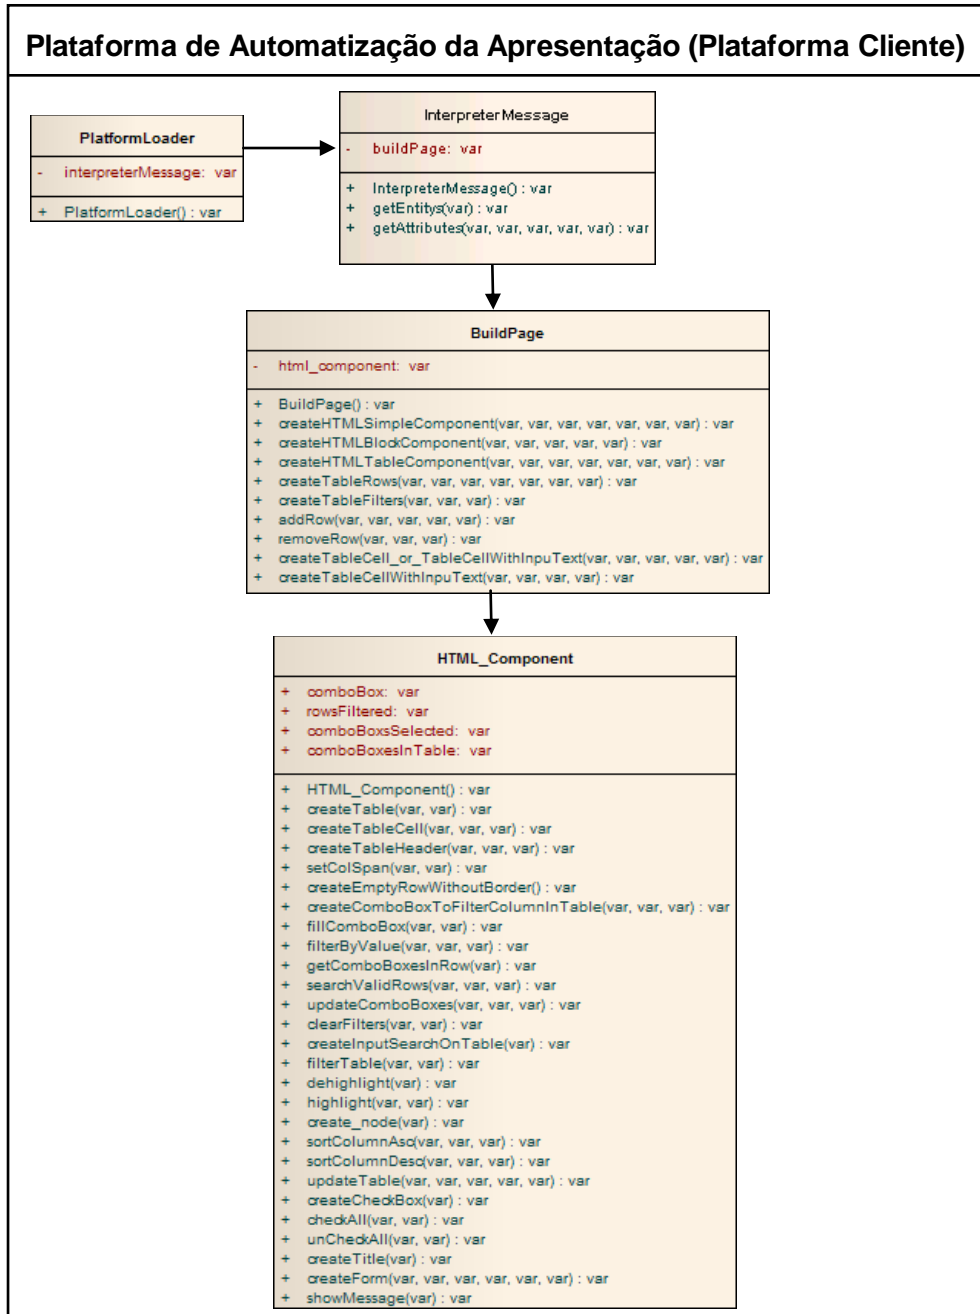 Plataforma de Automatização da Apresentação (Plataforma Cliente)
PlatformLoader
- interpreterMessage: var
+ PlatformLoader() : var
InterpreterMessage
- buildPage: var
+ InterpreterMessage() : var
+ getEntitys(var) : var
+ getAttributes(var, var, var, var, var) : var
BuildPage
- html_component: var
+ BuildPage() : var
+ createHTMLSimpleComponent(var, var, var, var, var, var, var) : var
+ createHTMLBlockComponent(var, var, var, var, var) : var
+ createHTMLTableComponent(var, var, var, var, var, var, var) : var
+ createTableRows(var, var, var, var, var, var, var) : var
+ createTableFilters(var, var, var) : var
+ addRow(var, var, var, var, var) : var
+ removeRow(var, var, var) : var
+ createTableCell_or_TableCellWithInpuText(var, var, var, var, var) : var
+ createTableCellWithInpuText(var, var, var, var) : var
HTML_Component
+ comboBox: var
+ rowsFiltered: var
+ comboBoxsSelected: var
+ comboBoxesInTable: var
+ HTML_Component() : var
+ createTable(var, var) : var
+ createTableCell(var, var, var) : var
+ createTableHeader(var, var, var) : var
+ setColSpan(var, var) : var
+ createEmptyRowWithoutBorder() : var
+ createComboBoxToFilterColumnInTable(var, var, var) : var
+ fillComboBox(var, var) : var
+ filterByValue(var, var, var) : var
+ getComboBoxesInRow(var) : var
+ searchValidRows(var, var, var) : var
+ updateComboBoxes(var, var, var) : var
+ clearFilters(var, var) : var
+ createInputSearchOnTable(var) : var
+ filterTable(var, var) : var
+ dehighlight(var) : var
+ highlight(var, var) : var
+ create_node(var) : var
+ sortColumnAsc(var, var, var) : var
+ sortColumnDesc(var, var, var) : var
+ updateTable(var, var, var, var, var) : var
+ createCheckBox(var) : var
+ checkAll(var, var) : var
+ unCheckAll(var, var) : var
+ createTitle(var) : var
+ createForm(var, var, var, var, var, var) : var
+ showMessage(var) : var